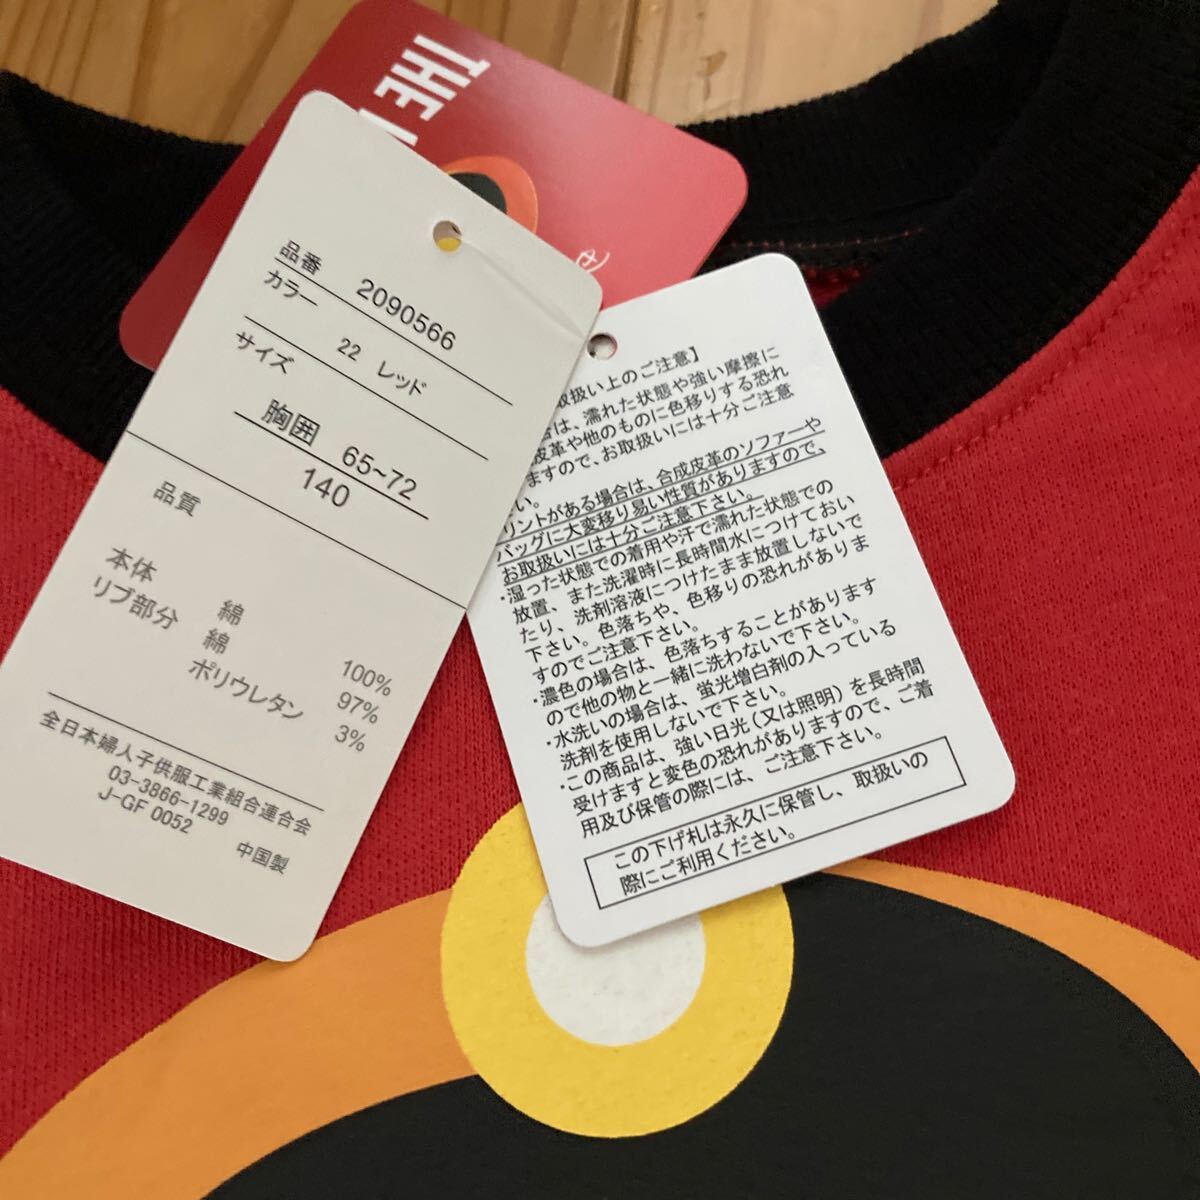 THE
品番 2090566
カラー
22 レッド
サイズ
胸囲 65~72
140
品質
本体 綿 100%
リブ部分 綿 97%
ポリウレタン 3%
全日本婦人子供服工業組合連合会
03-3866-1299
J-GF 0052
中国製
取扱い上のご注意】
は、濡れた状態や強い摩擦に
皮革や他のものに色移りする恐れ
ますので、お取扱いには十分ご注意
い。
リントがある場合は、合成皮革のソファーや
バッグに大変移り易い性質がありますので、
お取扱いには十分ご注意下さい。
・湿った状態での着用や汗で濡れた状態での
放置、また洗濯時に長時間水につけておい
たり、洗剤溶液につけたまま放置しないで
下さい。色落ちや、色移りの恐れがありま
すのでご注意下さい。
・濃色の場合は、色落ちすることがあります
ので他の物と一緒に洗わないで下さい。
・水洗いの場合は、蛍光増白剤の入っている
洗剤を使用しないで下さい。
・この商品は、強い日光(又は照明)を長時間
受けますと変色の恐れがありますので、ご着
用及び保管の際には、ご注意下さい。
この下げ札は永久に保管し、取扱いの
際にご利用ください。